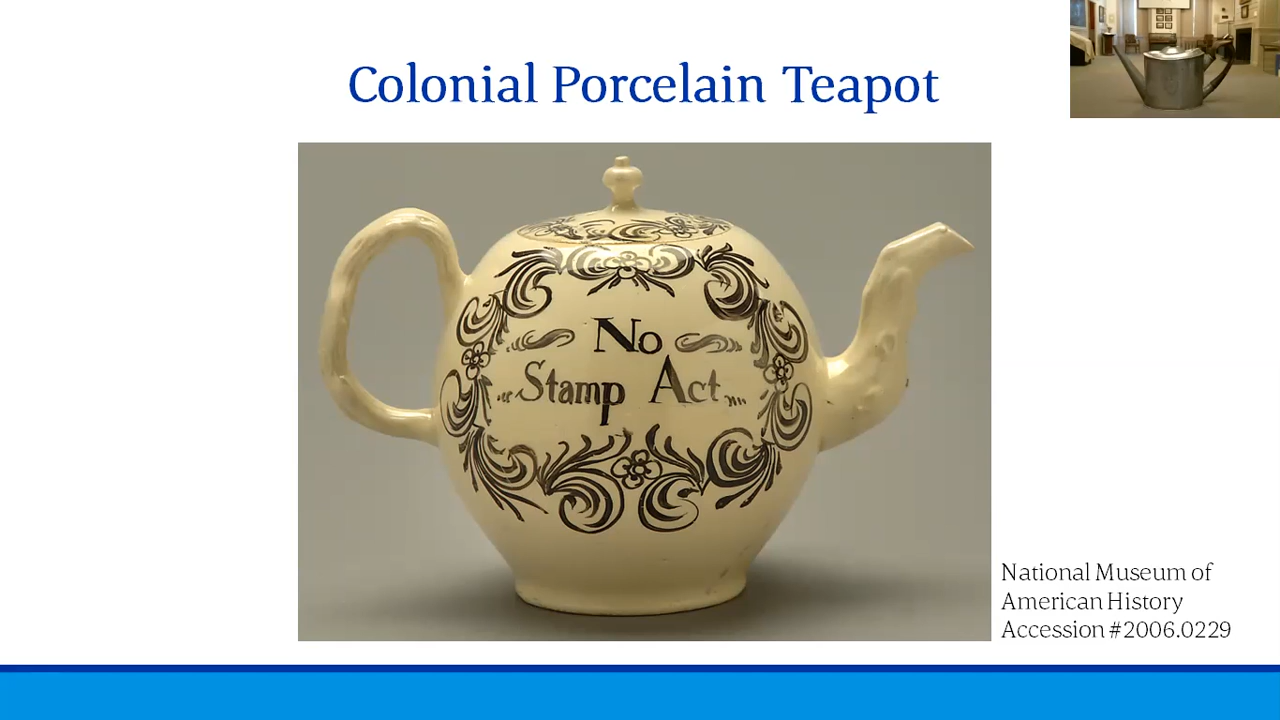 Colonial Porcelain Teapot
No
Stamp Act
National Museum of
American History
Accession #2006.0229